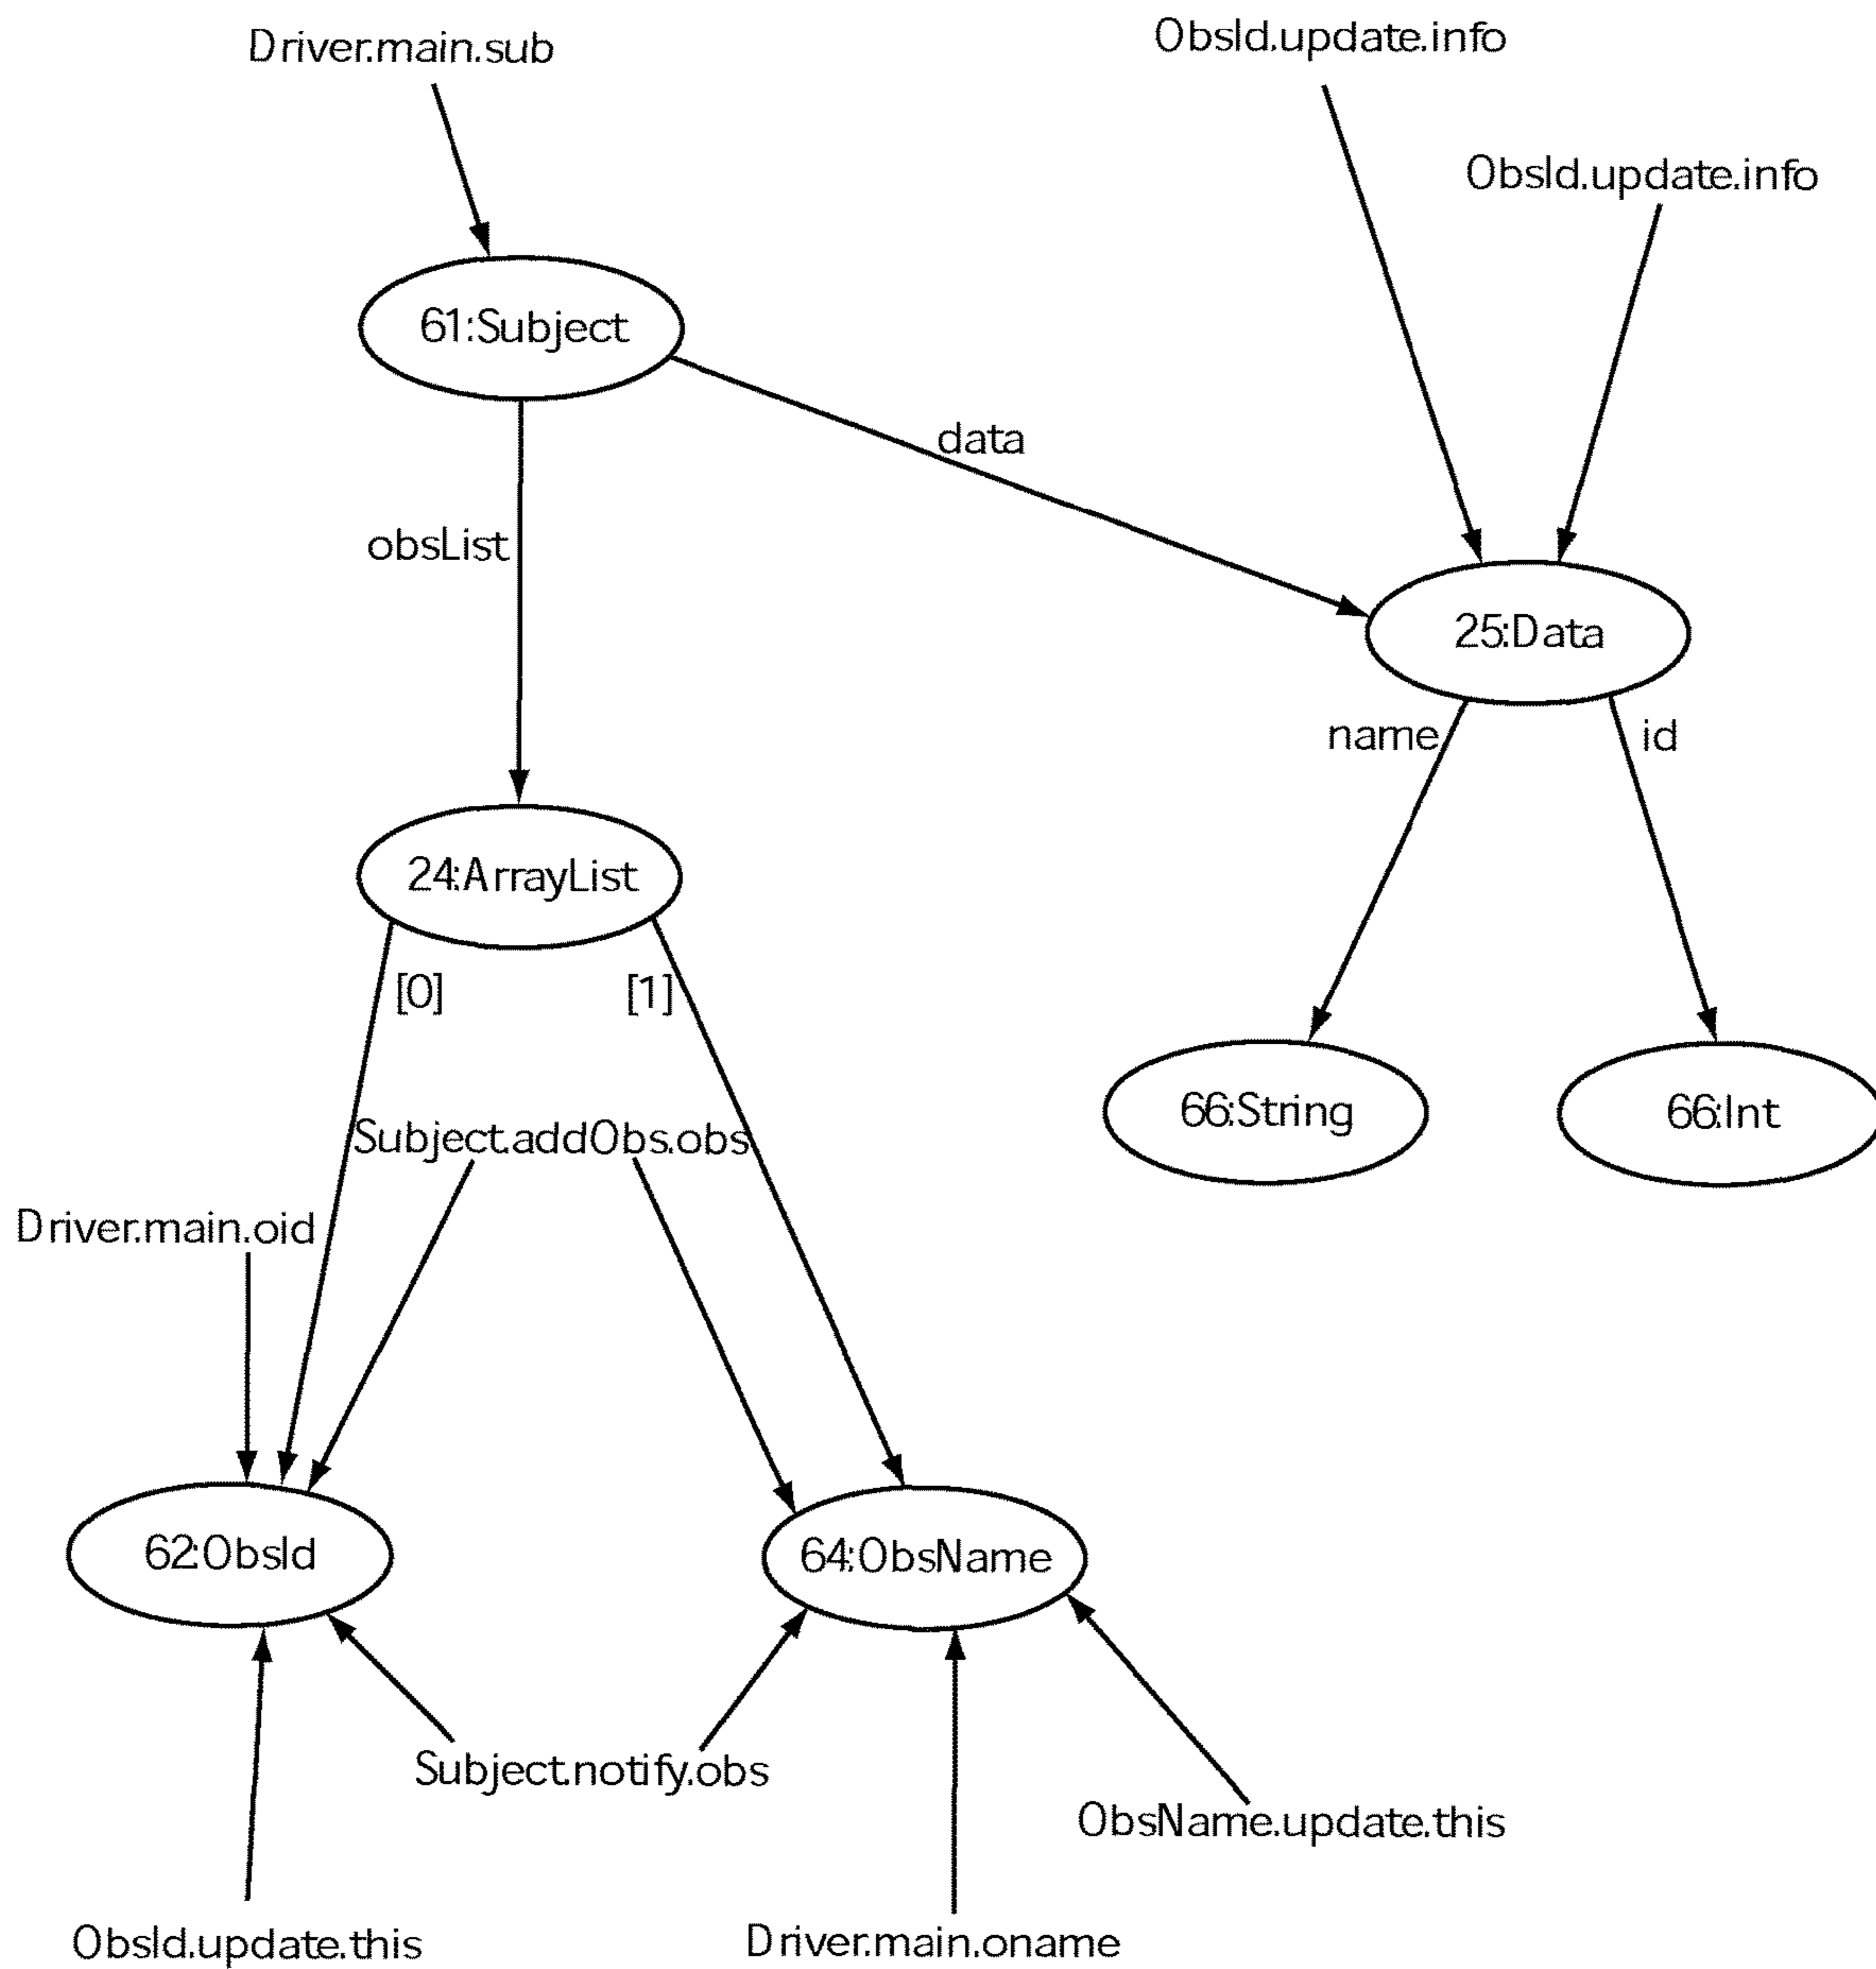 Driver.main.sub
ObsId.update.info
ObsId.update.info
61:Subject
data
obsList
25:Data
name
id
24:ArrayList
[0]
[1]
66:String
66:Int
Subject.addObs.obs
Driver.main.oid
62:ObsId
64:ObsName
Subject.notify.obs
ObsName.update.this
ObsId.update.this
Driver.main.oname